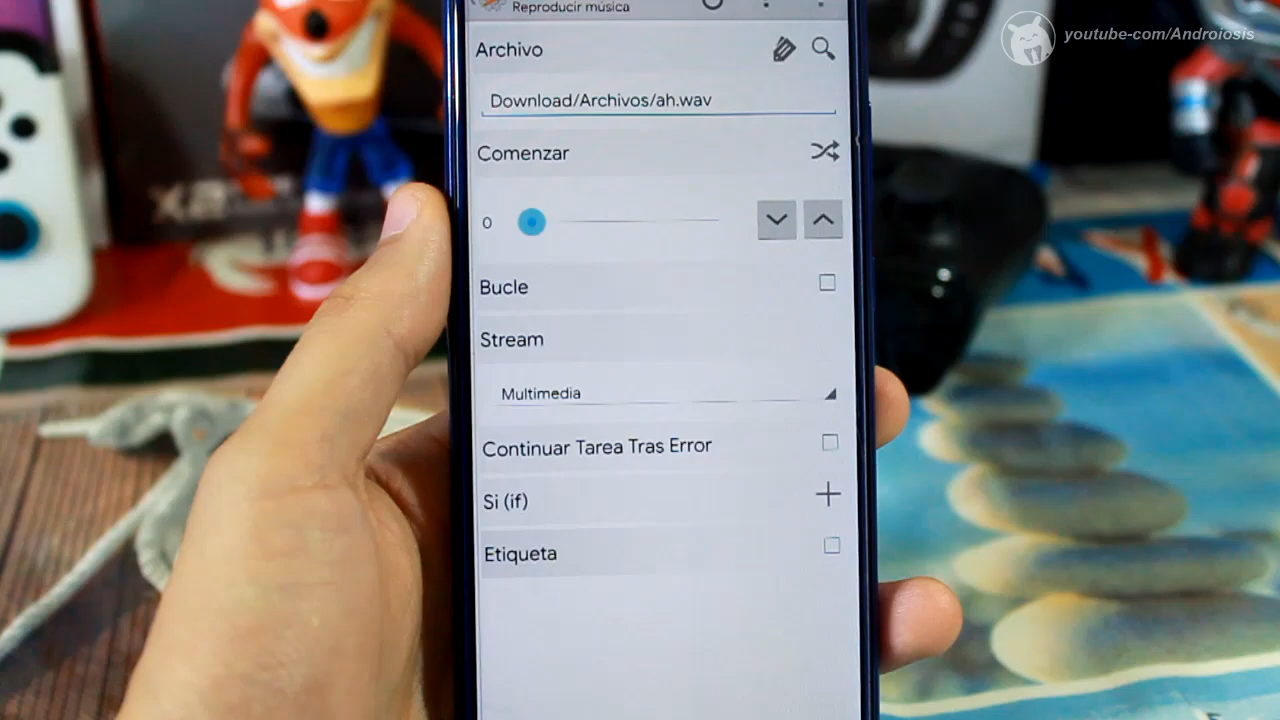 Reproducir música
youtube-com/Androiosis
Archivo
Download/Archivos/ah.wav
Comenzar
0
Bucle
Stream
Multimedia
Continuar Tarea Tras Error
Si (if)
Etiqueta